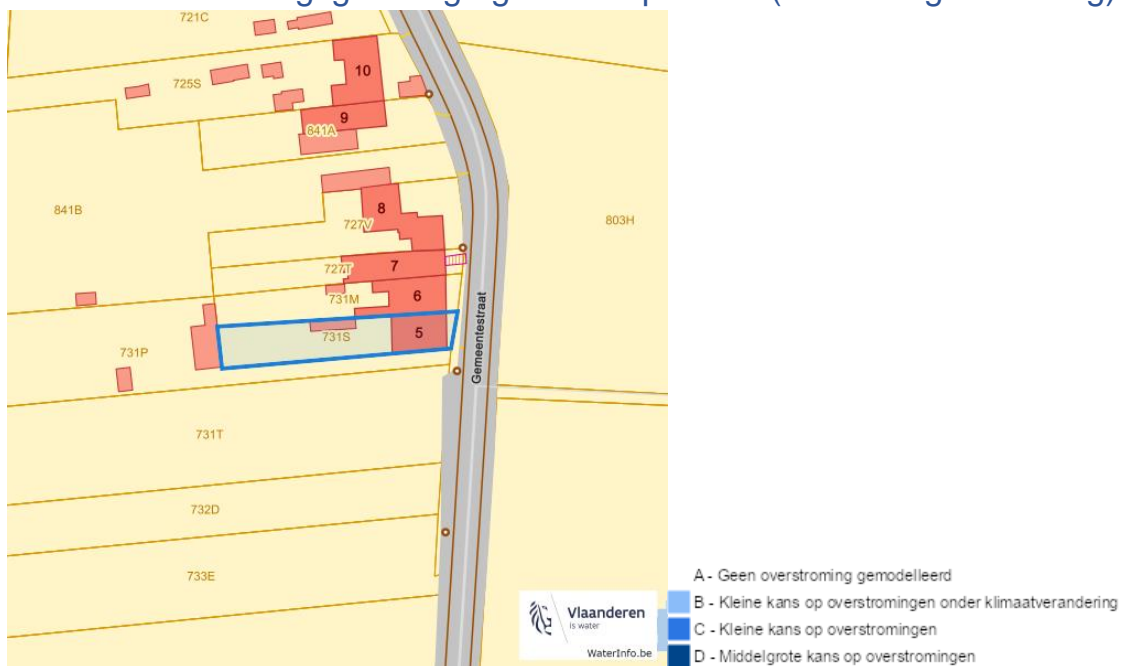 721C
10
725S
9
841A
8
841B
727V
803H
7
727T
6
731M
5
731S
Gemeentestraat
731P
731T
732D
733E
Vlaanderen
is water
WaterInfo.be
A - Geen overstroming gemodelleerd
B - Kleine kans op overstromingen onder klimaatverandering
C - Kleine kans op overstromingen
D - Middelgrote kans op overstromingen